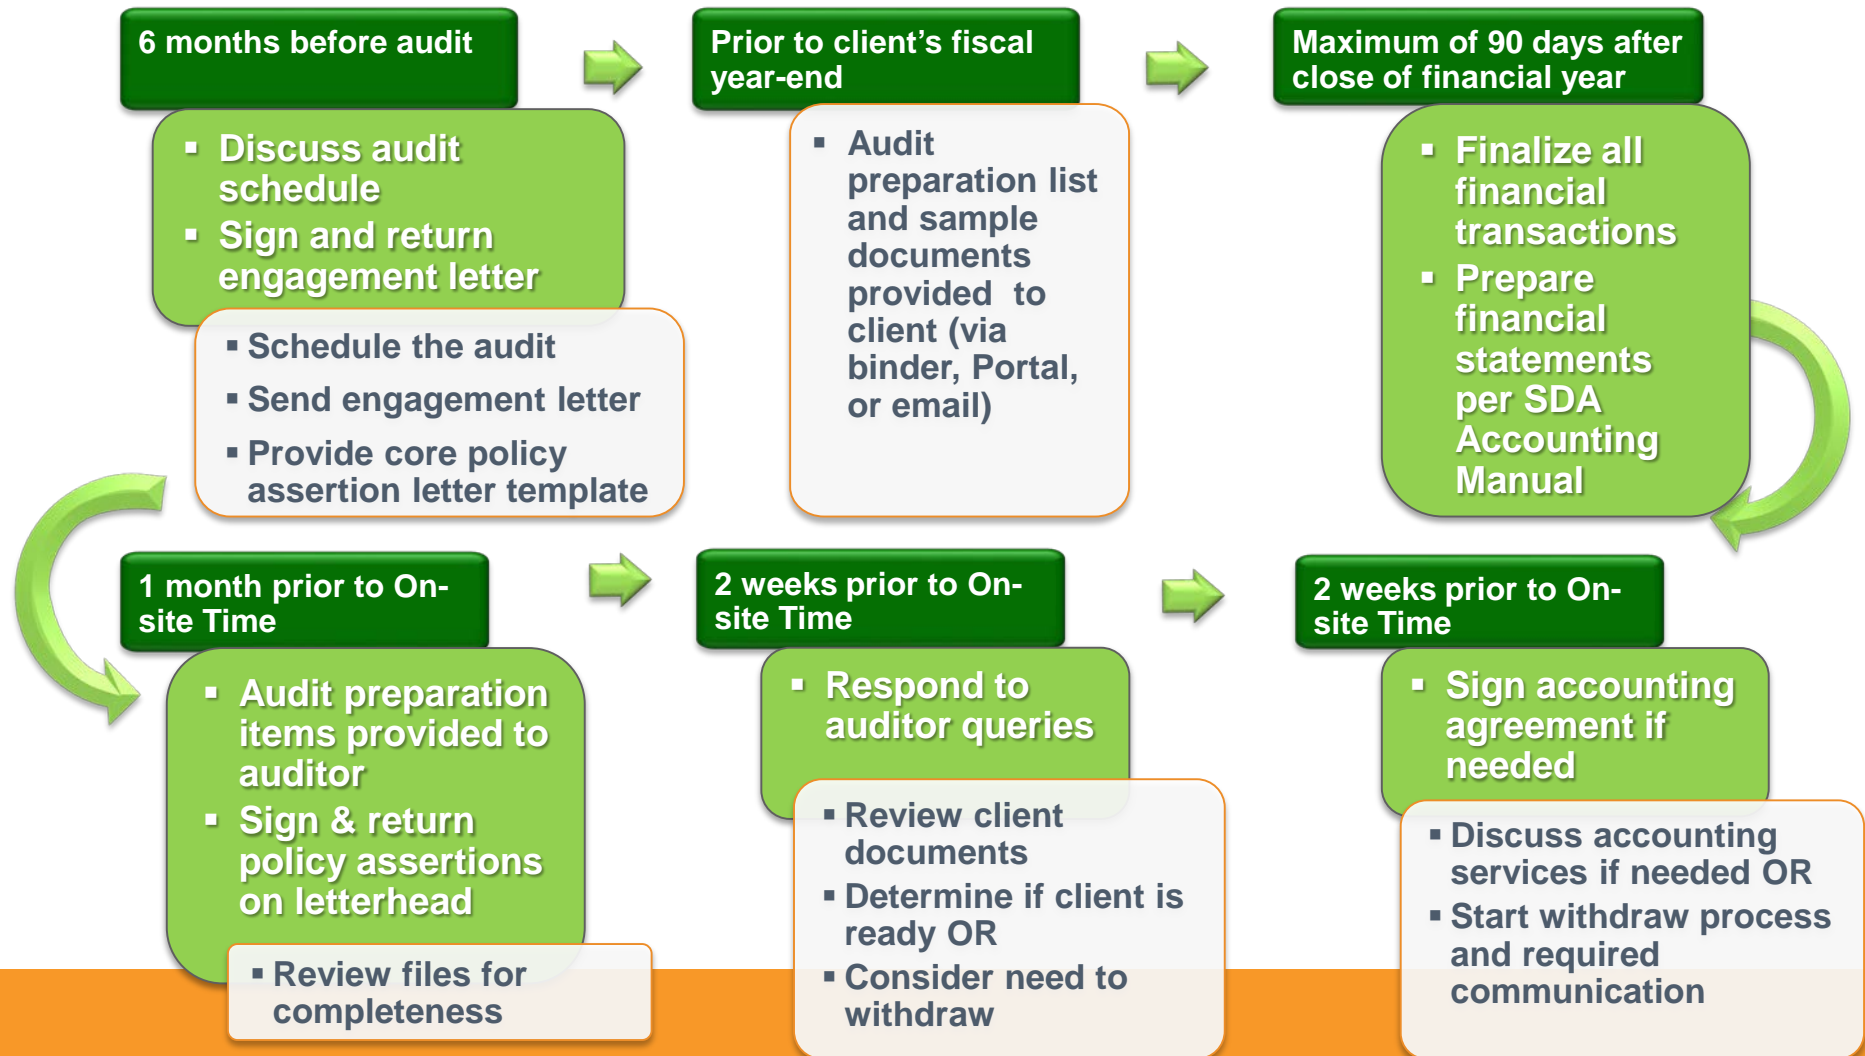 6 months before audit
▪ Discuss audit
schedule
▪ Sign and return
engagement letter
▪ Schedule the audit
▪ Send engagement letter
▪ Provide core policy
assertion letter template
Prior to client's fiscal
year-end
▪ Audit
preparation list
and sample
documents
provided to
client (via
binder, Portal,
or email)
Maximum of 90 days after
close of financial year
▪ Finalize all
financial
transactions
▪ Prepare
financial
statements
per SDA
Accounting
Manual
1 month prior to On-
site Time
▪ Audit preparation
items provided to
auditor
▪ Sign & return
policy assertions
on letterhead
▪ Review files for
completeness
2 weeks prior to On-
site Time
▪ Respond to
auditor queries
▪ Review client
documents
▪ Determine if client is
ready OR
▪ Consider need to
withdraw
2 weeks prior to On-
site Time
▪ Sign accounting
agreement if
needed
▪ Discuss accounting
services if needed OR
▪ Start withdraw process
and required
communication